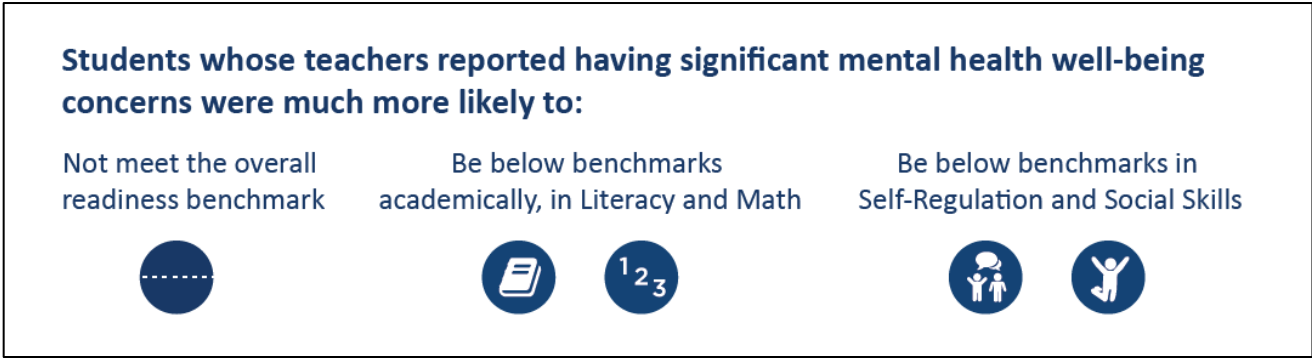 Students whose teachers reported having significant mental health well-being
concerns were much more likely to:
Not meet the overall
readiness benchmark
Be below benchmarks
academically, in Literacy and Math
Be below benchmarks in
Self-Regulation and Social Skills
1 2 3